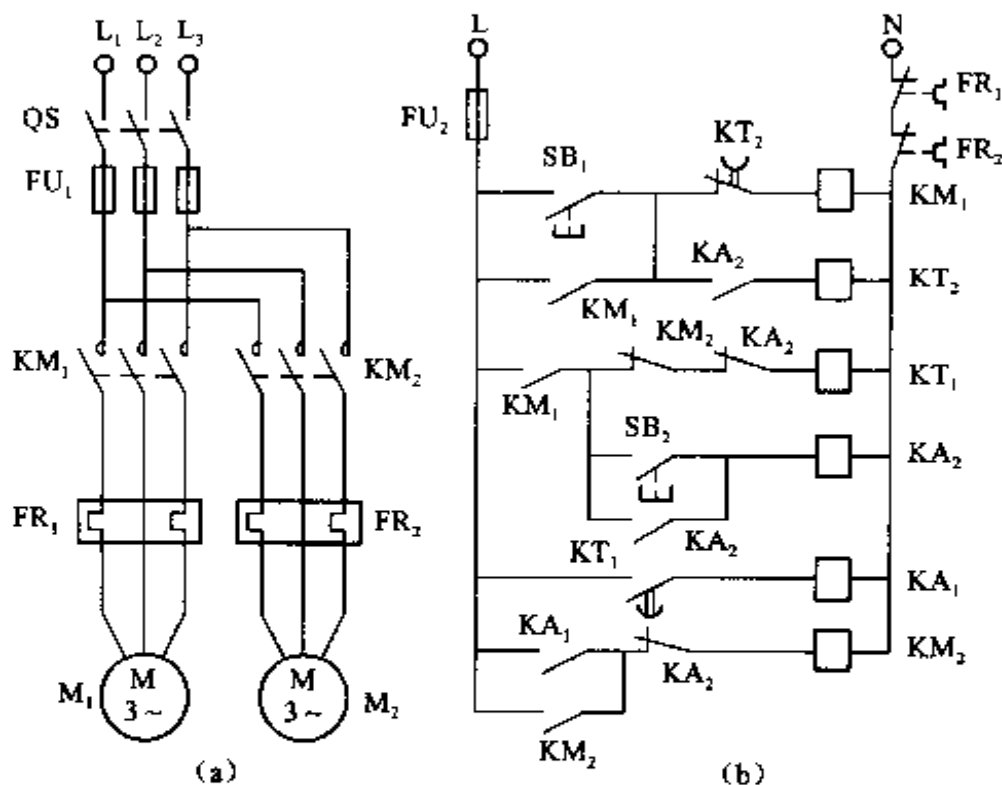 L₁ L₂ L₃
QS
FU₁
KM₁
KM₂
FR₁
FR₂
M₁
M
3~
M
3~
M₂
(a)
L
N
FR₁
FR₂
FU₂
SB₁
KT₂
KM₁
KM₁
KA₂
KT₂
KM₁
KM₂
KA₂
KT₁
SB₂
KA₂
KA₂
KT₁
KA₁
KA₁
KA₂
KM₂
KM₂
(b)